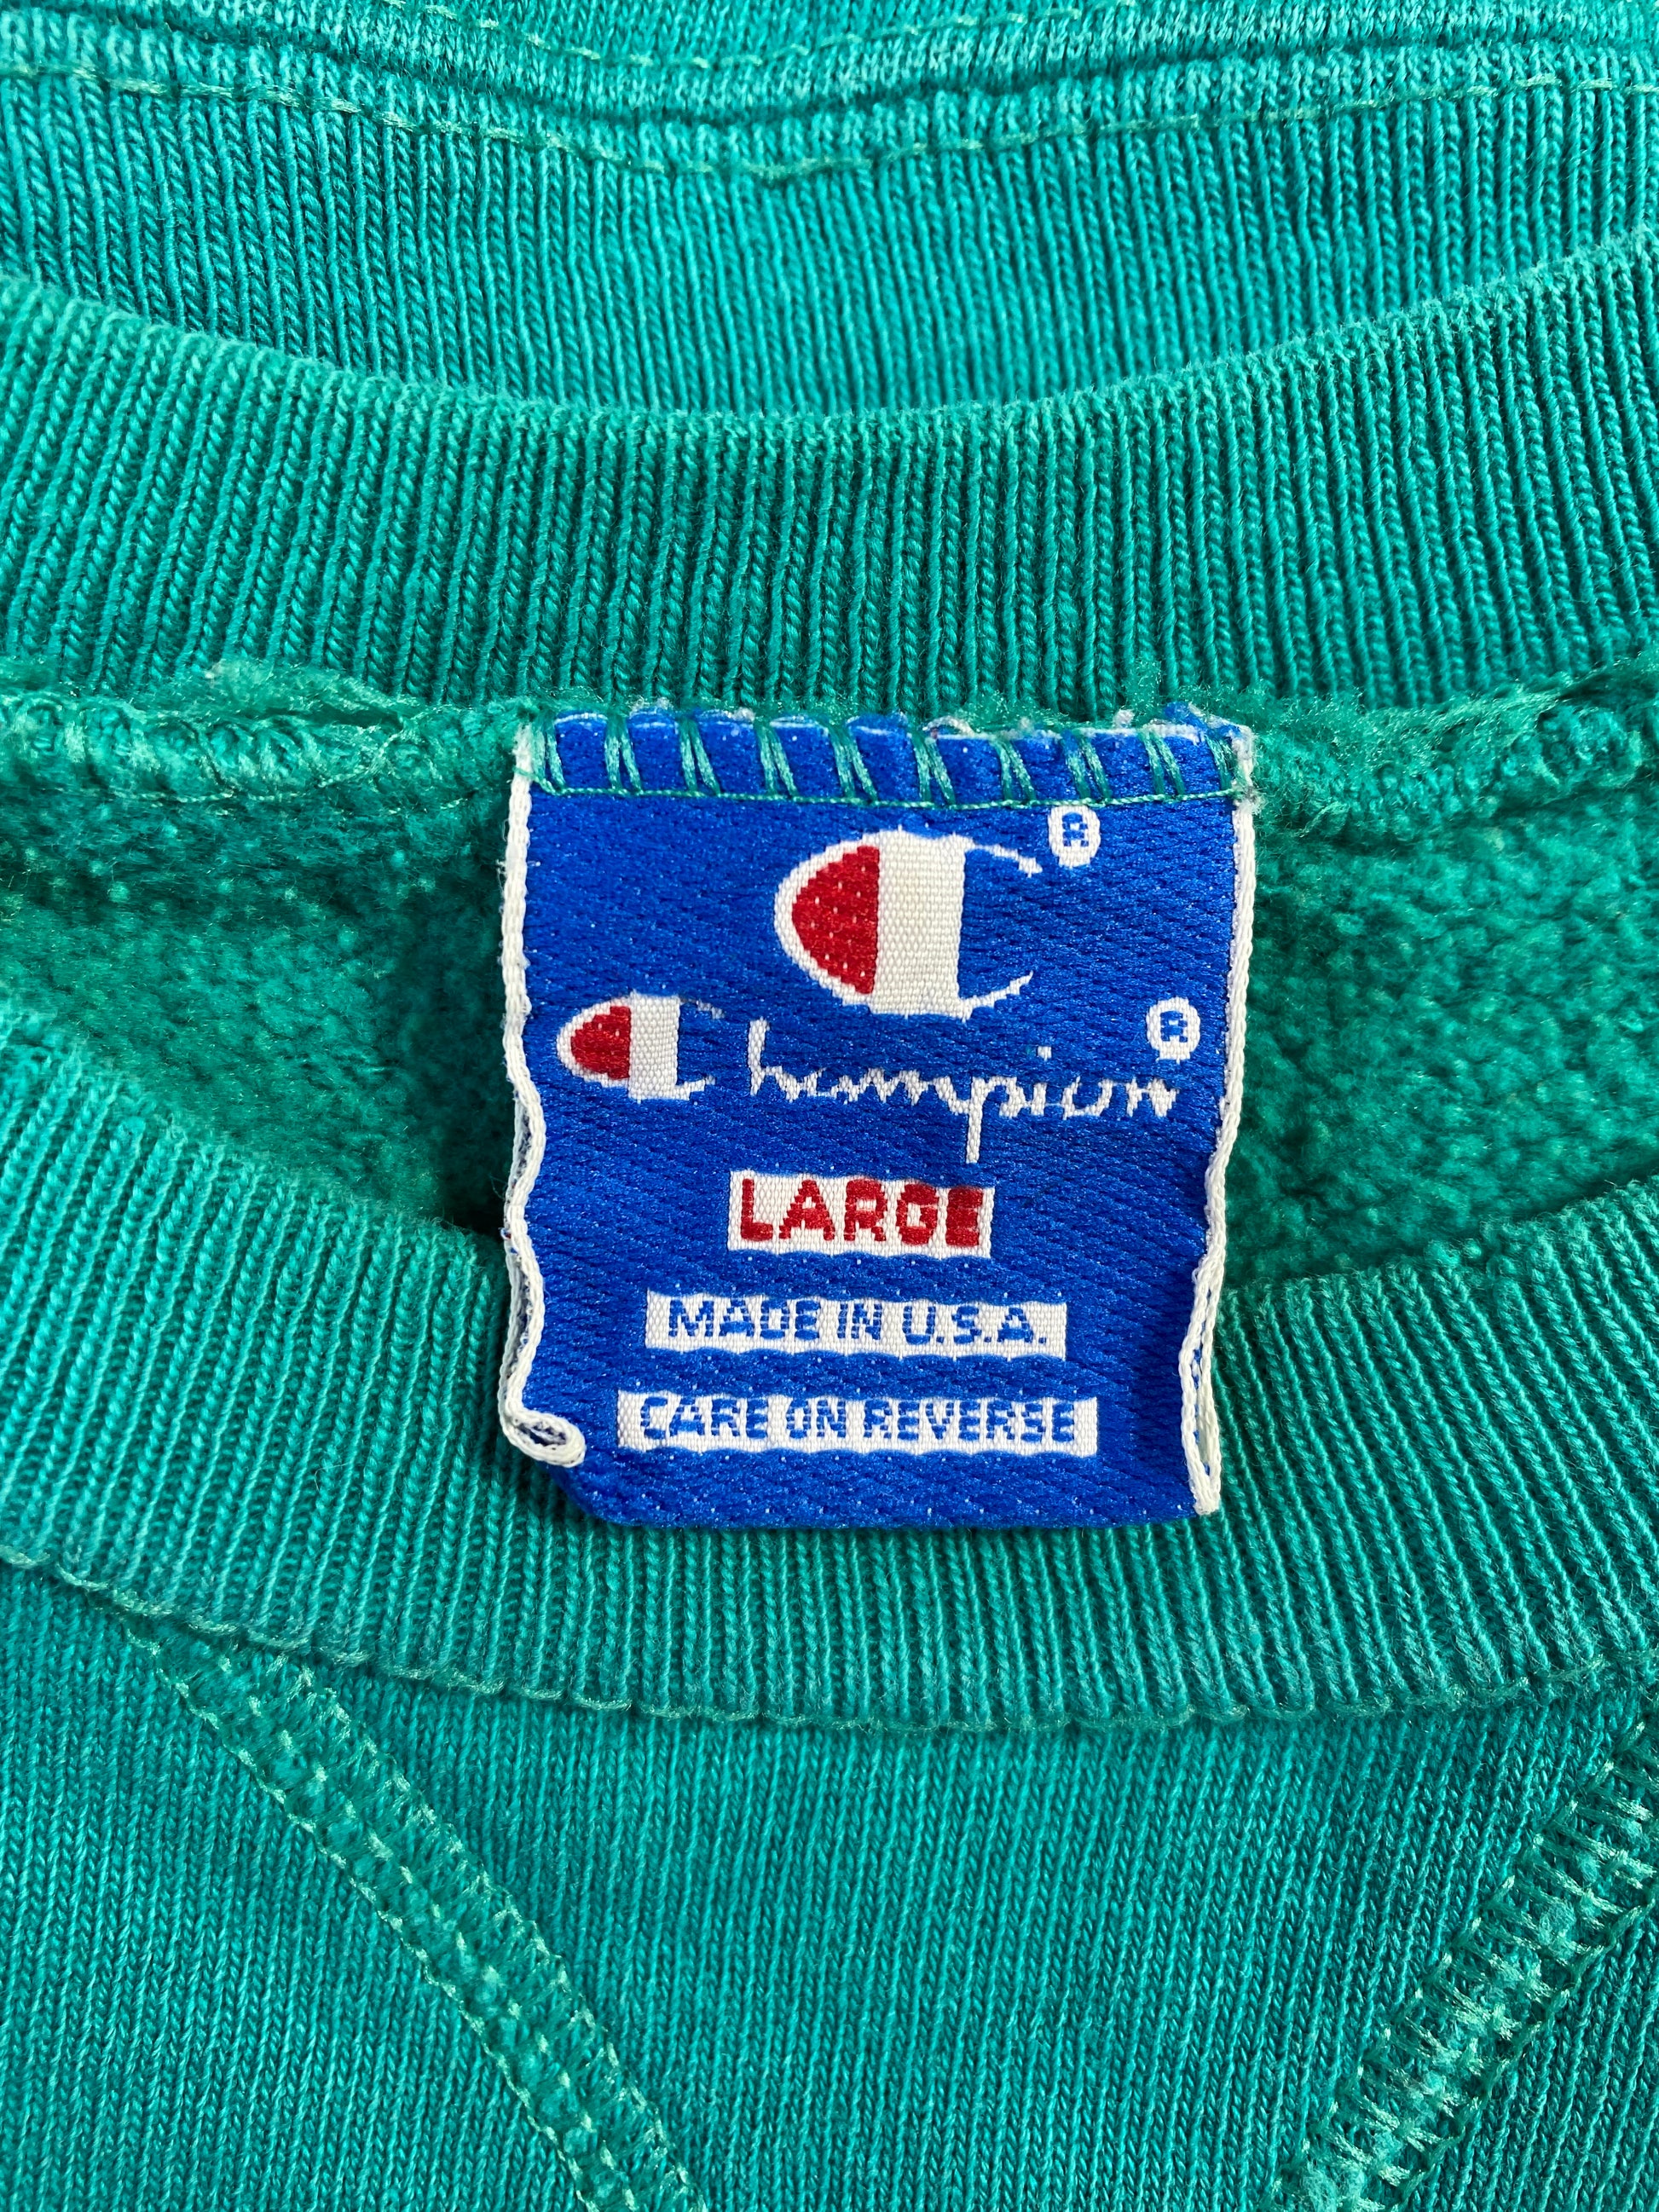 C®
Champion®
LARGE
MADE IN U.S.A.
CARE ON REVERSE